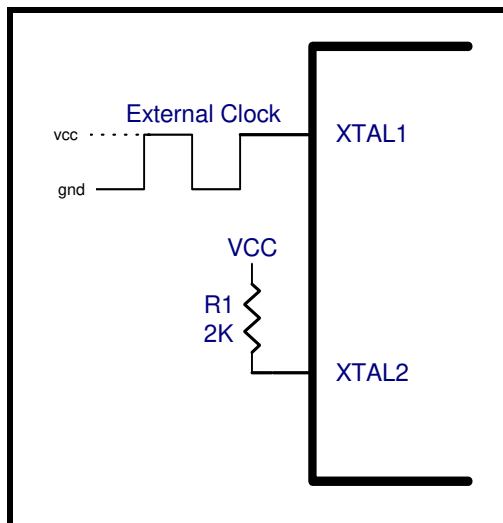 External Clock
vcc
XTAL1
gnd
VCC
R1
2K
XTAL2